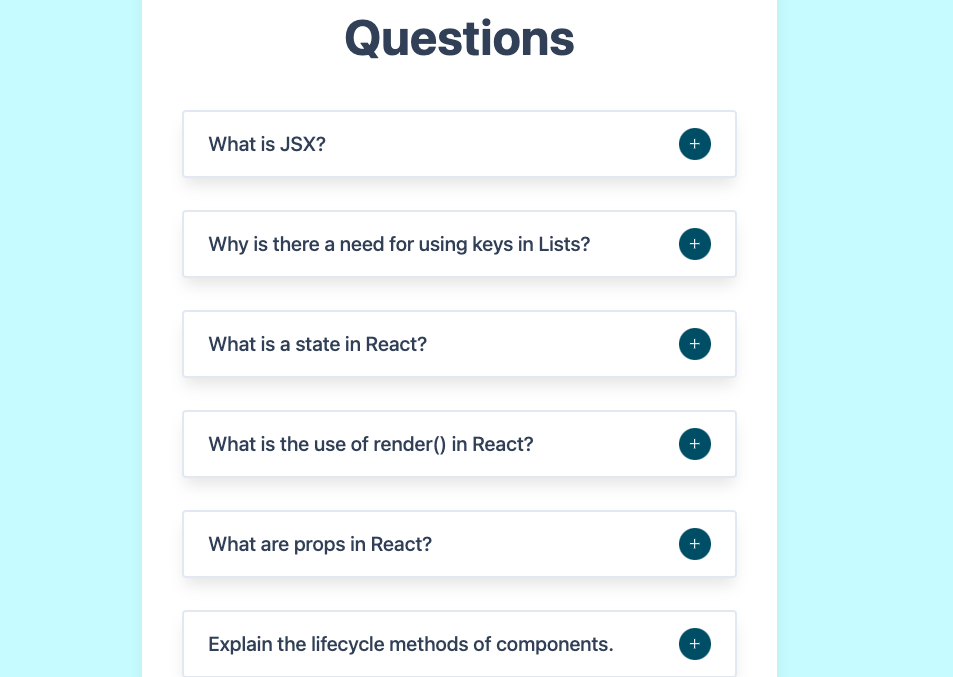 Questions
What is JSX?
+
Why is there a need for using keys in Lists?
+
What is a state in React?
+
What is the use of render() in React?
+
What are props in React?
+
Explain the lifecycle methods of components.
+